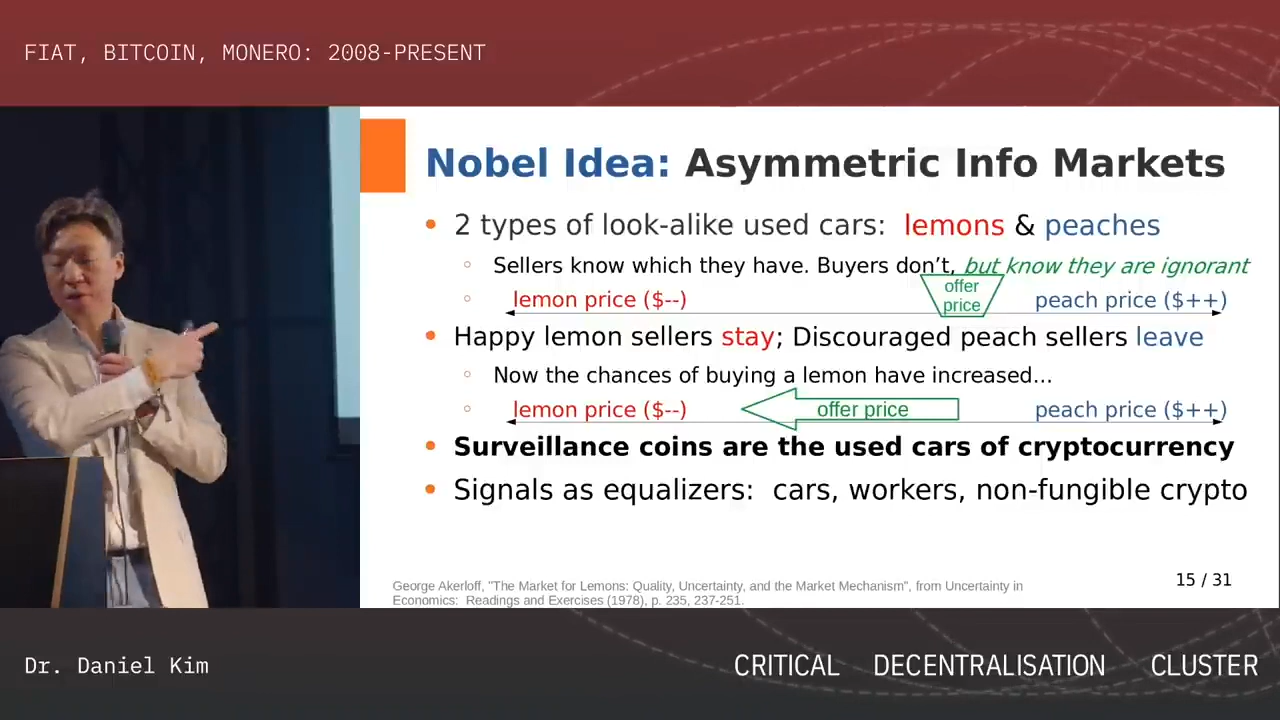 FIAT, BITCOIN, MONERO: 2008-PRESENT
Nobel Idea: Asymmetric Info Markets
2 types of look-alike used cars: lemons & peaches
Sellers know which they have. Buyers don't, but know they are ignorant
lemon price ($--) offer price peach price ($++)
Happy lemon sellers stay; Discouraged peach sellers leave
Now the chances of buying a lemon have increased...
lemon price ($--) offer price peach price ($++)
Surveillance coins are the used cars of cryptocurrency
Signals as equalizers: cars, workers, non-fungible crypto
George Akerloff, "The Market for Lemons: Quality, Uncertainty, and the Market Mechanism", from Uncertainty in
Economics: Readings and Exercises (1978), p. 235, 237-251.
15 / 31
Dr. Daniel Kim
CRITICAL DECENTRALISATION CLUSTER